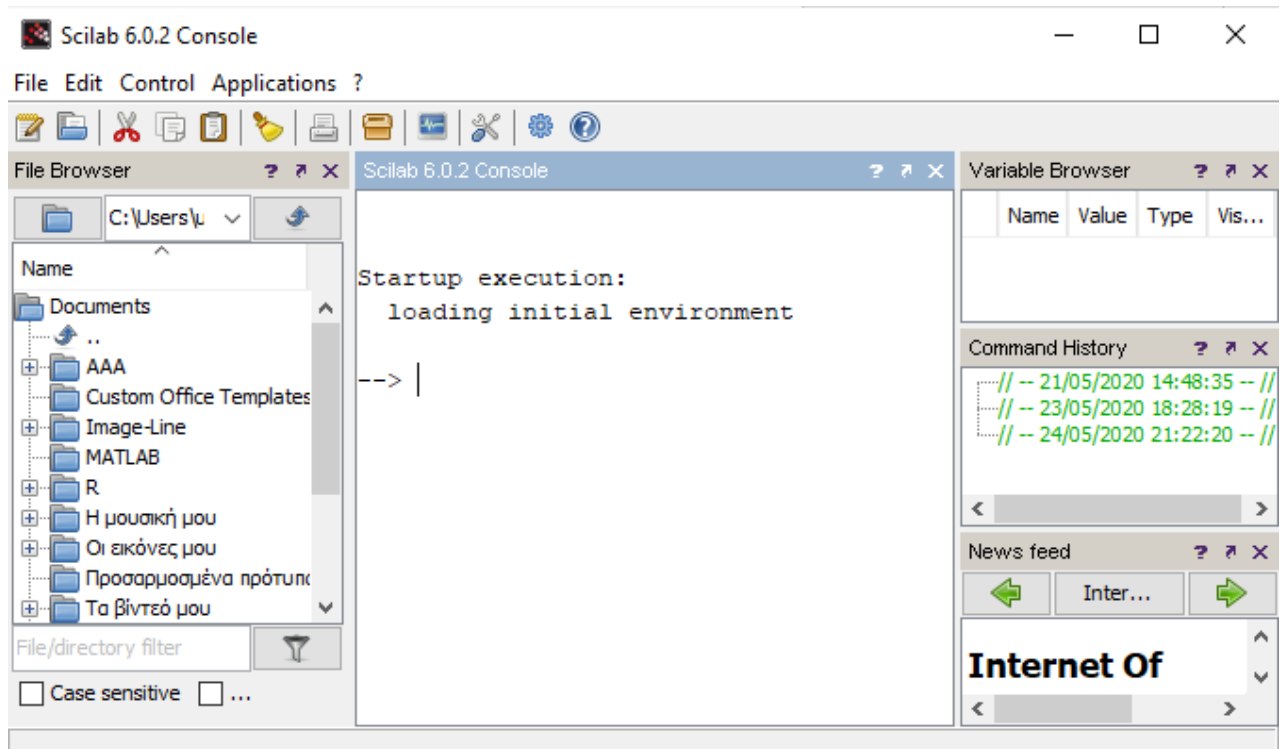 Scilab 6.0.2 Console
File Edit Control Applications ?
File Browser
C:\Users\μ
Name
Documents
..
AAA
Custom Office Templates
Image-Line
MATLAB
R
Η μουσική μου
Οι εικόνες μου
Προσαρμοσμένα πρότυπα
Τα βίντεό μου
File/directory filter
Case sensitive ...
Scilab 6.0.2 Console
Startup execution:
loading initial environment
-->
Variable Browser
Name Value Type Vis...
Command History
// -- 21/05/2020 14:48:35 -- //
// -- 23/05/2020 18:28:19 -- //
// -- 24/05/2020 21:22:20 -- //
News feed
Inter...
Internet Of